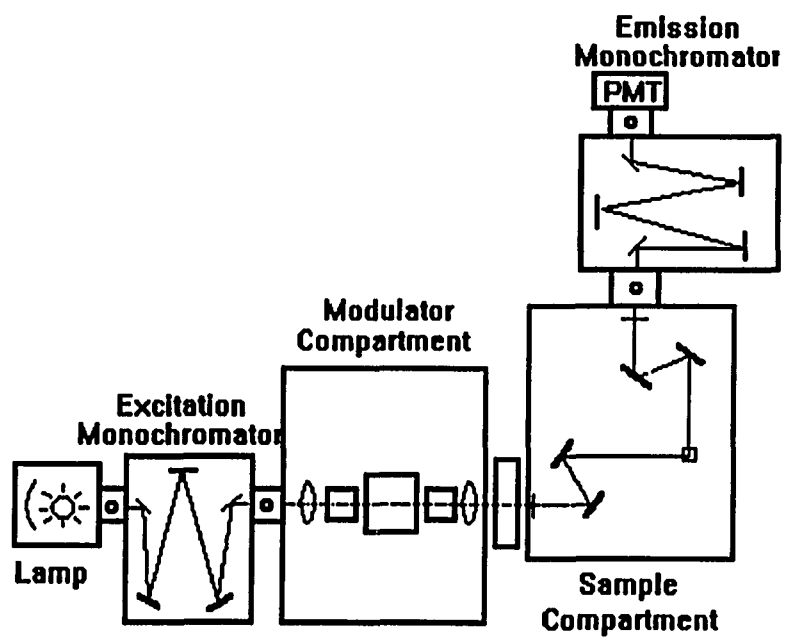 Emission
Monochromator
PMT
Modulator
Compartment
Excitation
Monochromator
Lamp
Sample
Compartment